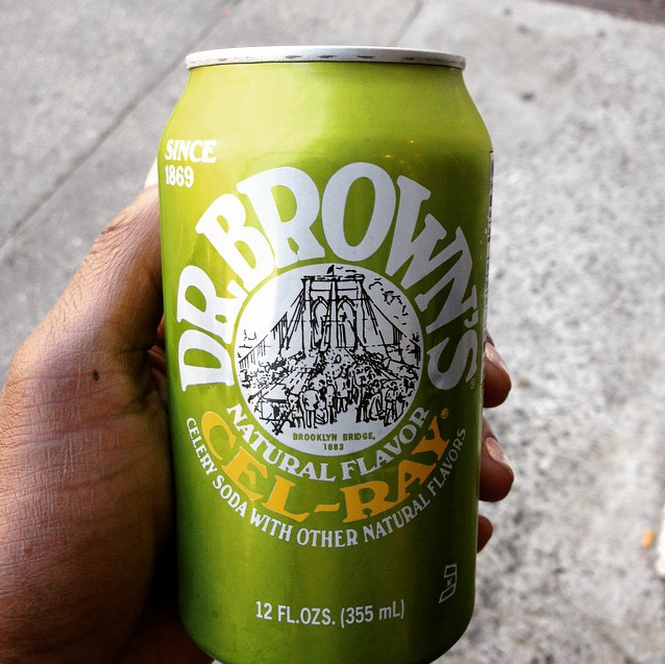 SINCE
1869
DR. BROWN'S®
BROOKLYN BRIDGE,
1883
NATURAL FLAVOR
CEL-RAY®
CELERY SODA WITH OTHER NATURAL FLAVORS
12 FL.OZS. (355 mL)